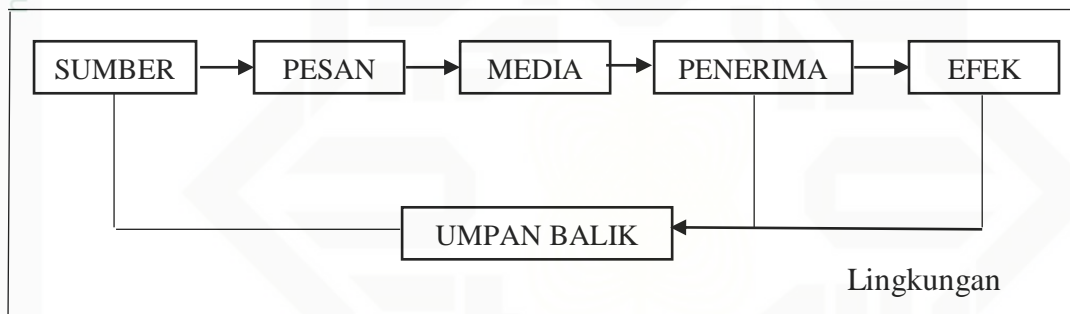 SUMBER
PESAN
MEDIA
PENERIMA
EFEK
UMPAN BALIK
Lingkungan